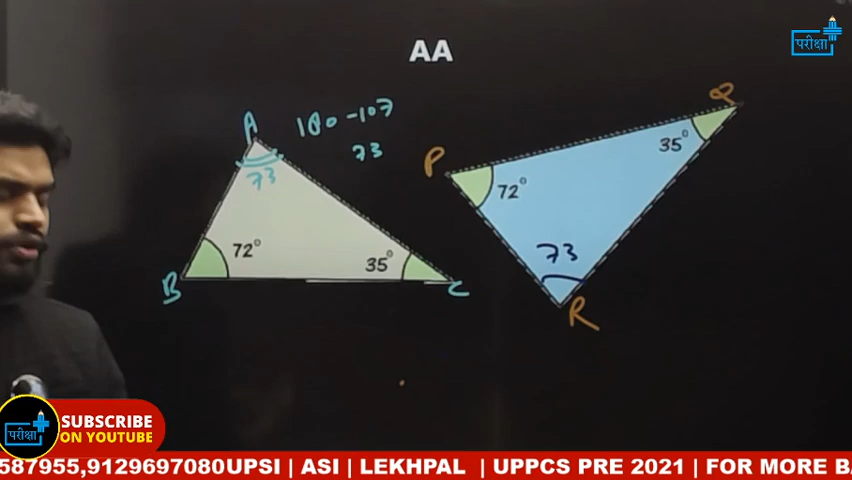 परीक्षा
AA
A
180-107
73
73
72°
35°
B
C
Q
35°
P
72°
73
R
परीक्षा
SUBSCRIBE
ON YOUTUBE
587955,9129697080UPSI | ASI | LEKHPAL | UPPCS PRE 2021 | FOR MORE BA